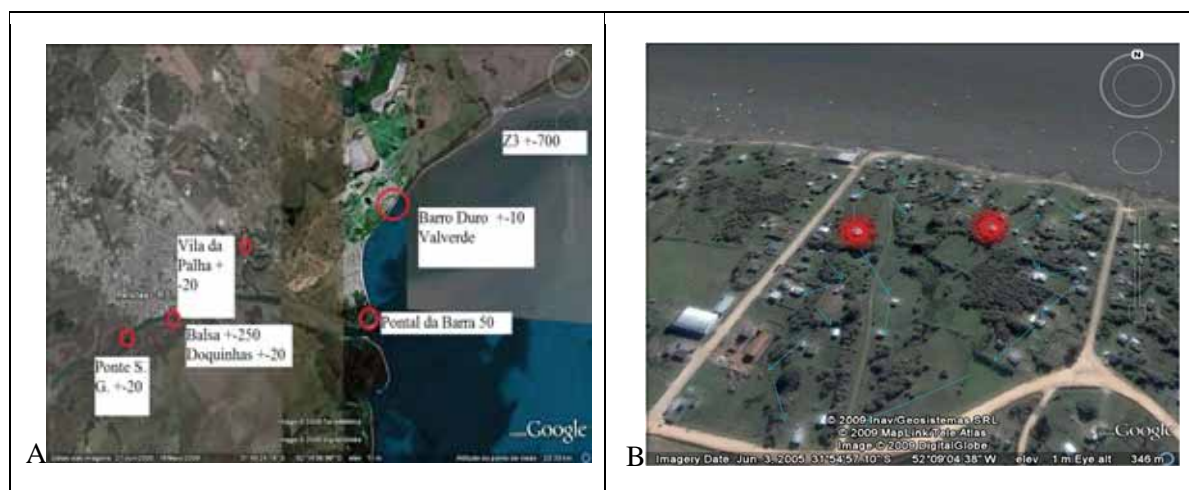 Z3 +-700
Barro Duro +-10
Valverde
Vila da
Palha +
-20
Pontal da Barra 50
Balsa +-250
Doquinhas +-20
Ponte S.
G. +-20
Google
A
N
© 2009 Inav/Geosistemas SRL
© 2009 MapLink/Tele Atlas
Image © 2009 DigitalGlobe
Google
Imagery Date: Jun 3, 2005 31°54'57.10" S 52°09'04.38" W elev 1 m Eye alt 346 m
B